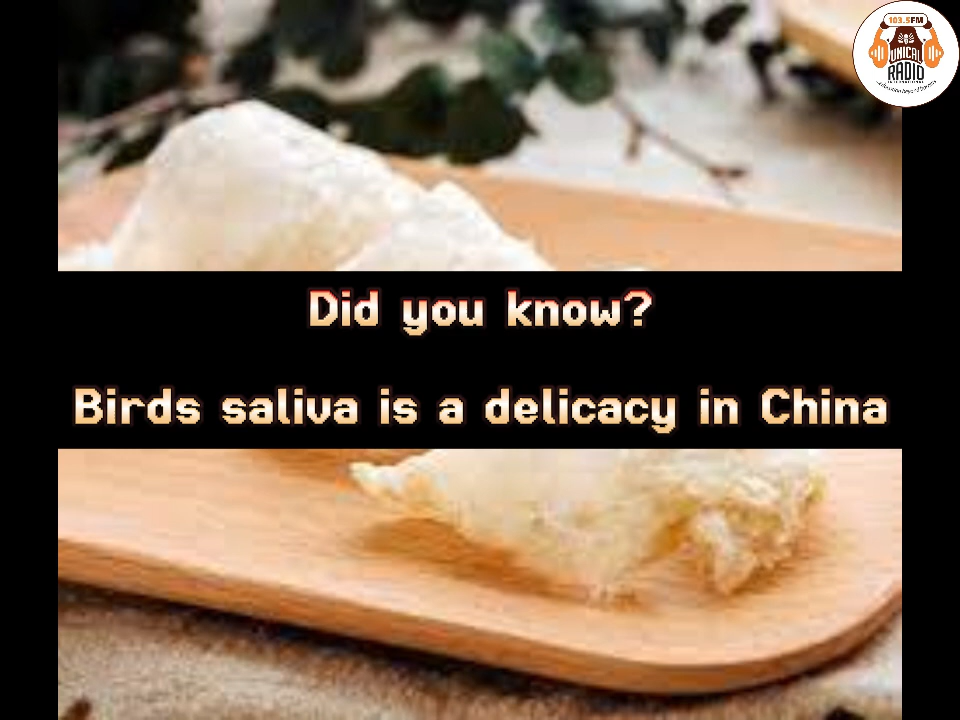 103.5FM
UNICAL
RADIO
Did you know?
Birds saliva is a delicacy in China